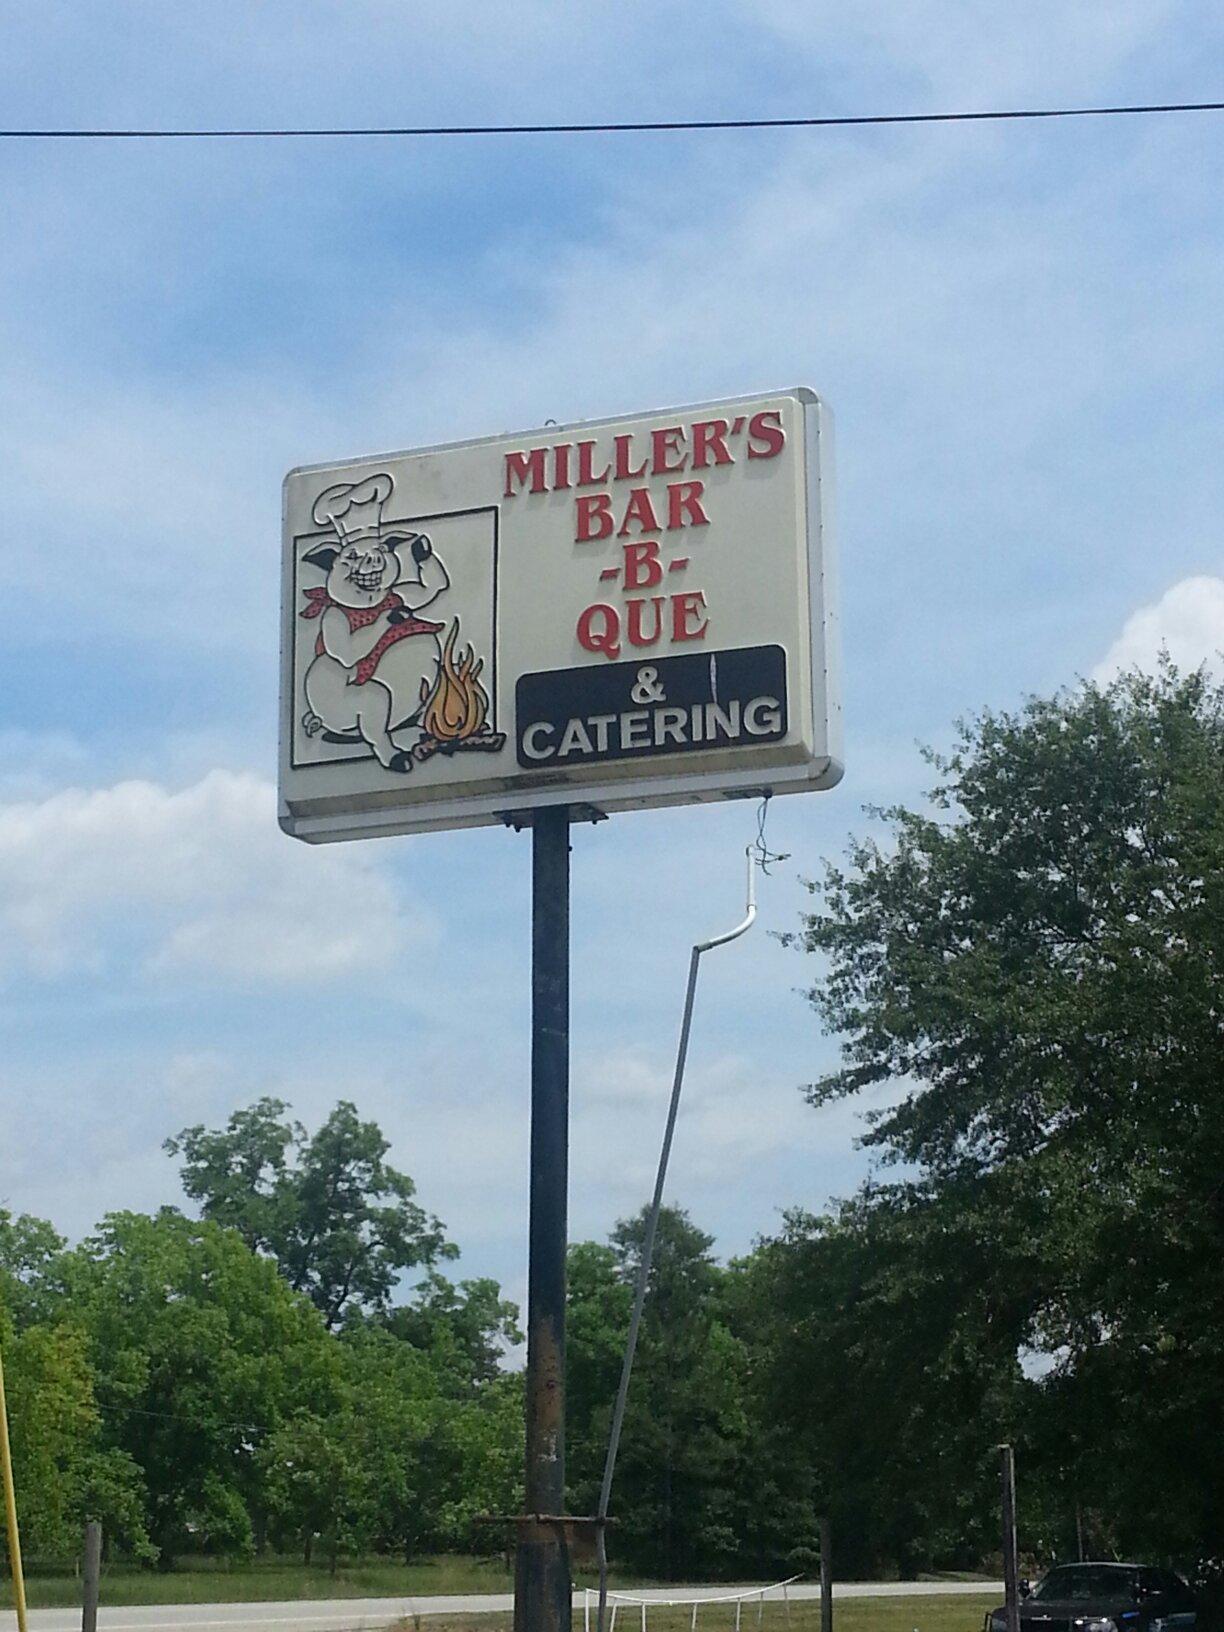 MILLER'S
BAR
-B-
QUE
&
CATERING